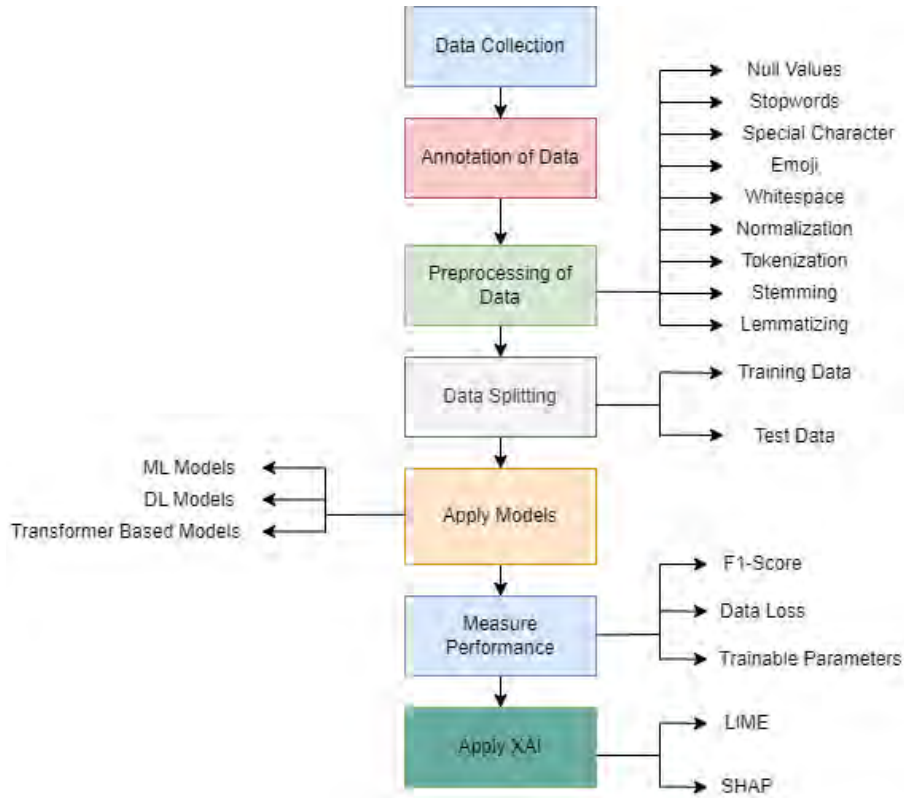 Data Collection
Null Values
Stopwords
Special Character
Annotation of Data
Emoji
Whitespace
Normalization
Preprocessing of
Data
Tokenization
Stemming
Lemmatizing
Data Splitting
Training Data
Test Data
ML Models
DL Models
Transformer Based Models
Apply Models
F1-Score
Measure
Performance
Data Loss
Trainable Parameters
Apply XAI
LIME
SHAP